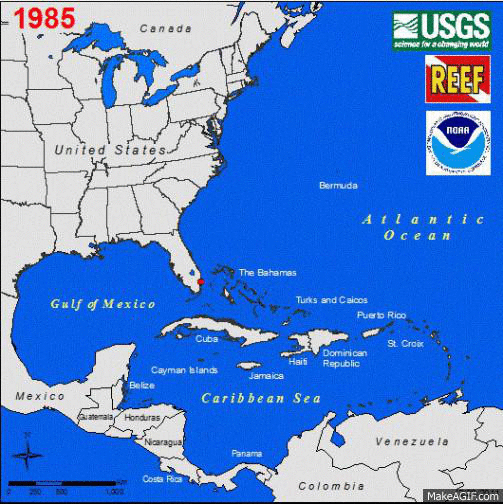 1985
Canada
USGS
science for a changing world
REEF
NOAA
United States
Bermuda
Atlantic
Ocean
The Bahamas
Gulf of Mexico
Turks and Caicos
Puerto Rico
Cuba
St. Croix
Haiti
Dominican
Republic
Cayman Islands
Jamaica
Belize
Mexico
Caribbean Sea
Guatemala
Honduras
Nicaragua
Venezuela
Panama
Costa Rica
Colombia
0 250 500 1,000
MakeAGIF.com